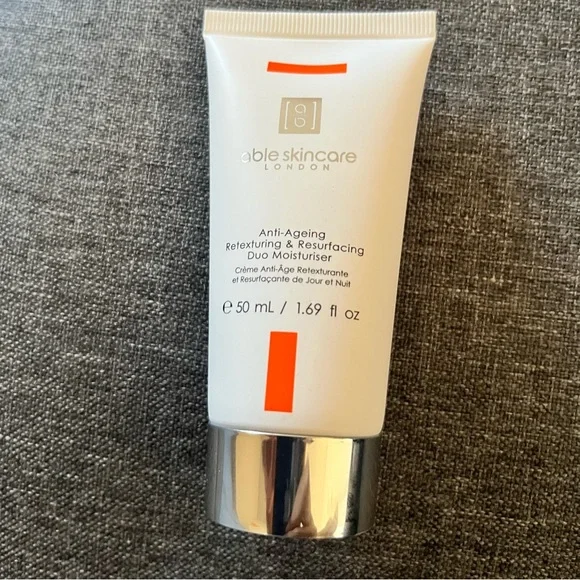 [ab]
able skincare
LONDON
Anti-Ageing
Retexturing & Resurfacing
Duo Moisturiser
Crème Anti-Âge Retexturante
et Resurfaçante de Jour et Nuit
℮ 50 mL / 1.69 fl oz